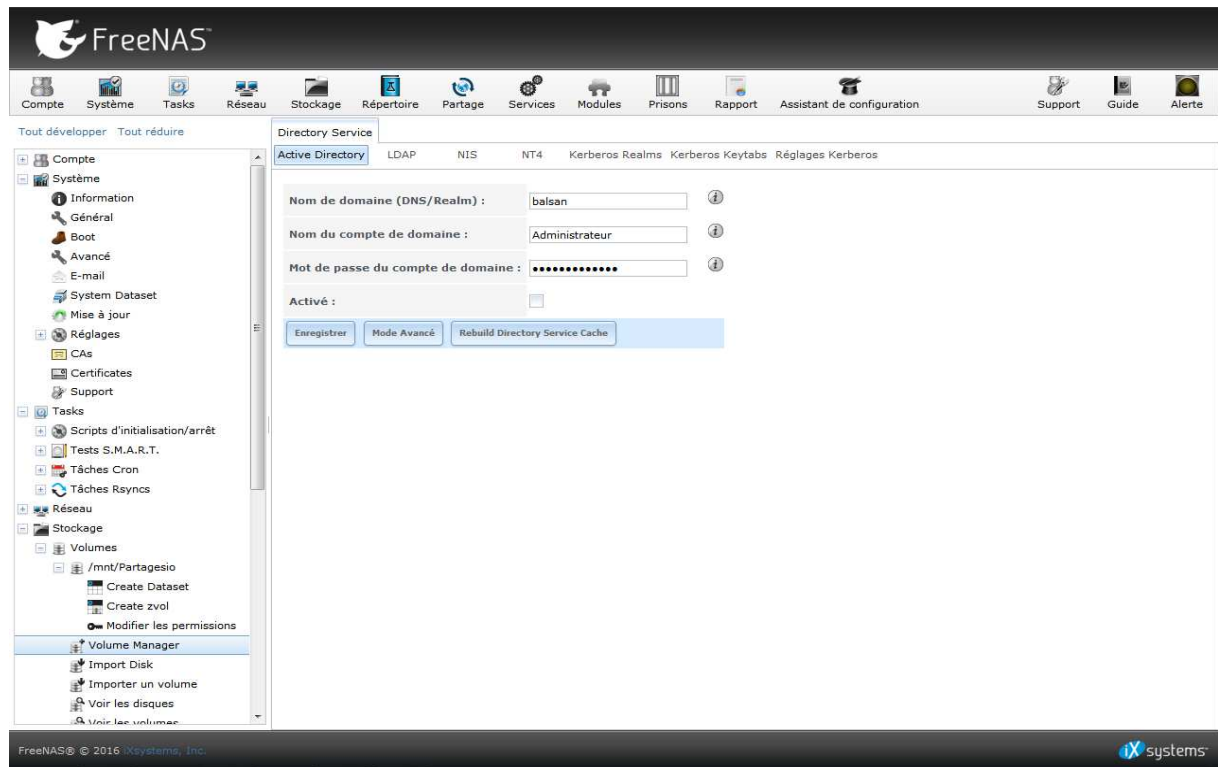 FreeNAS™
Compte Système Tasks Réseau Stockage Répertoire Partage Services Modules Prisons Rapport Assistant de configuration Support Guide Alerte
Tout développer Tout réduire
Compte
Système
Information
Général
Boot
Avancé
E-mail
System Dataset
Mise à jour
Réglages
CAs
Certificates
Support
Tasks
Scripts d'initialisation/arrêt
Tests S.M.A.R.T.
Tâches Cron
Tâches Rsyncs
Réseau
Stockage
Volumes
/mnt/Partagesio
Create Dataset
Create zvol
Modifier les permissions
Volume Manager
Import Disk
Importer un volume
Voir les disques
Voir les volumes
Directory Service
Active Directory LDAP NIS NT4 Kerberos Realms Kerberos Keytabs Réglages Kerberos
Nom de domaine (DNS/Realm) : balsan
Nom du compte de domaine : Administrateur
Mot de passe du compte de domaine : •••••••••••••
Activé :
Enregistrer Mode Avancé Rebuild Directory Service Cache
FreeNAS® © 2016 iXsystems, Inc.
iX systems